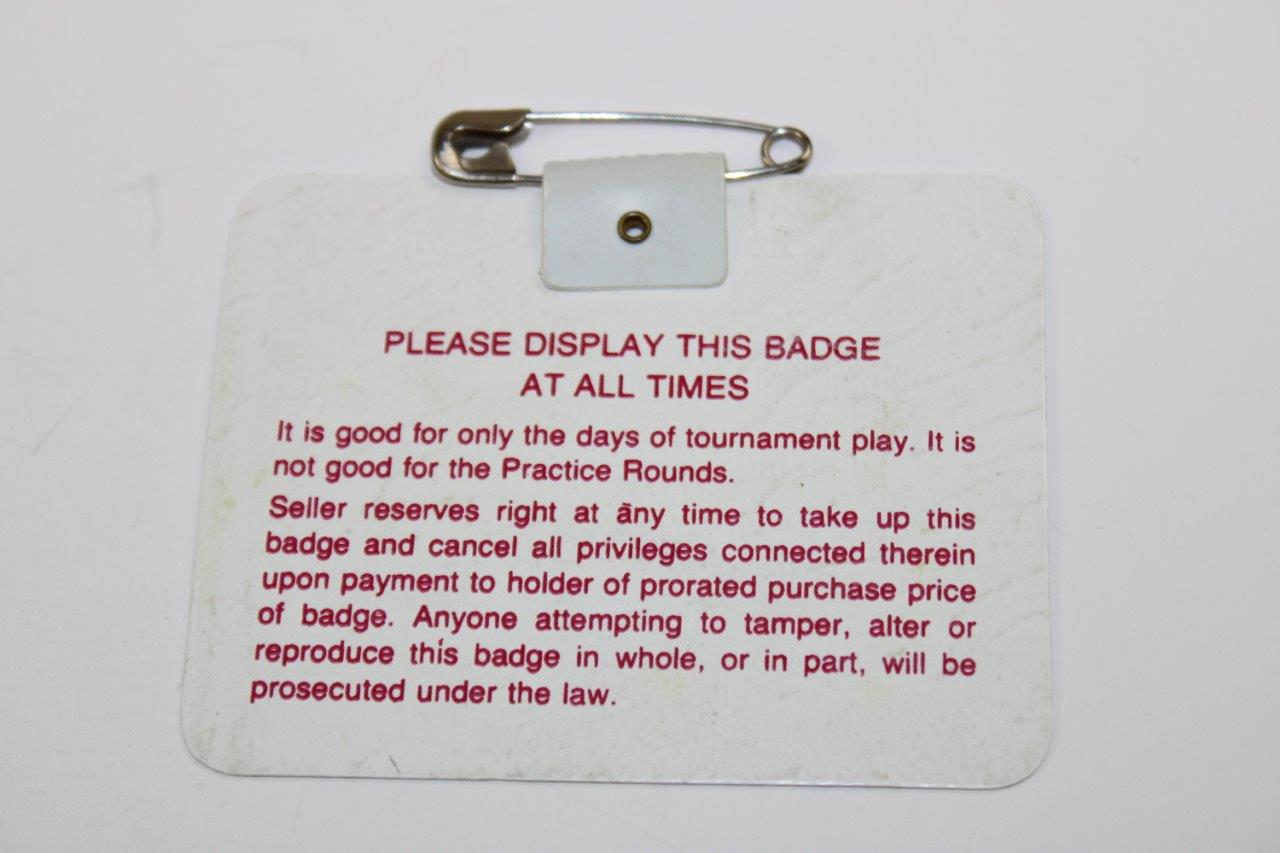 PLEASE DISPLAY THIS BADGE
AT ALL TIMES
It is good for only the days of tournament play. It is
not good for the Practice Rounds.
Seller reserves right at any time to take up this
badge and cancel all privileges connected therein
upon payment to holder of prorated purchase price
of badge. Anyone attempting to tamper, alter or
reproduce this badge in whole, or in part, will be
prosecuted under the law.